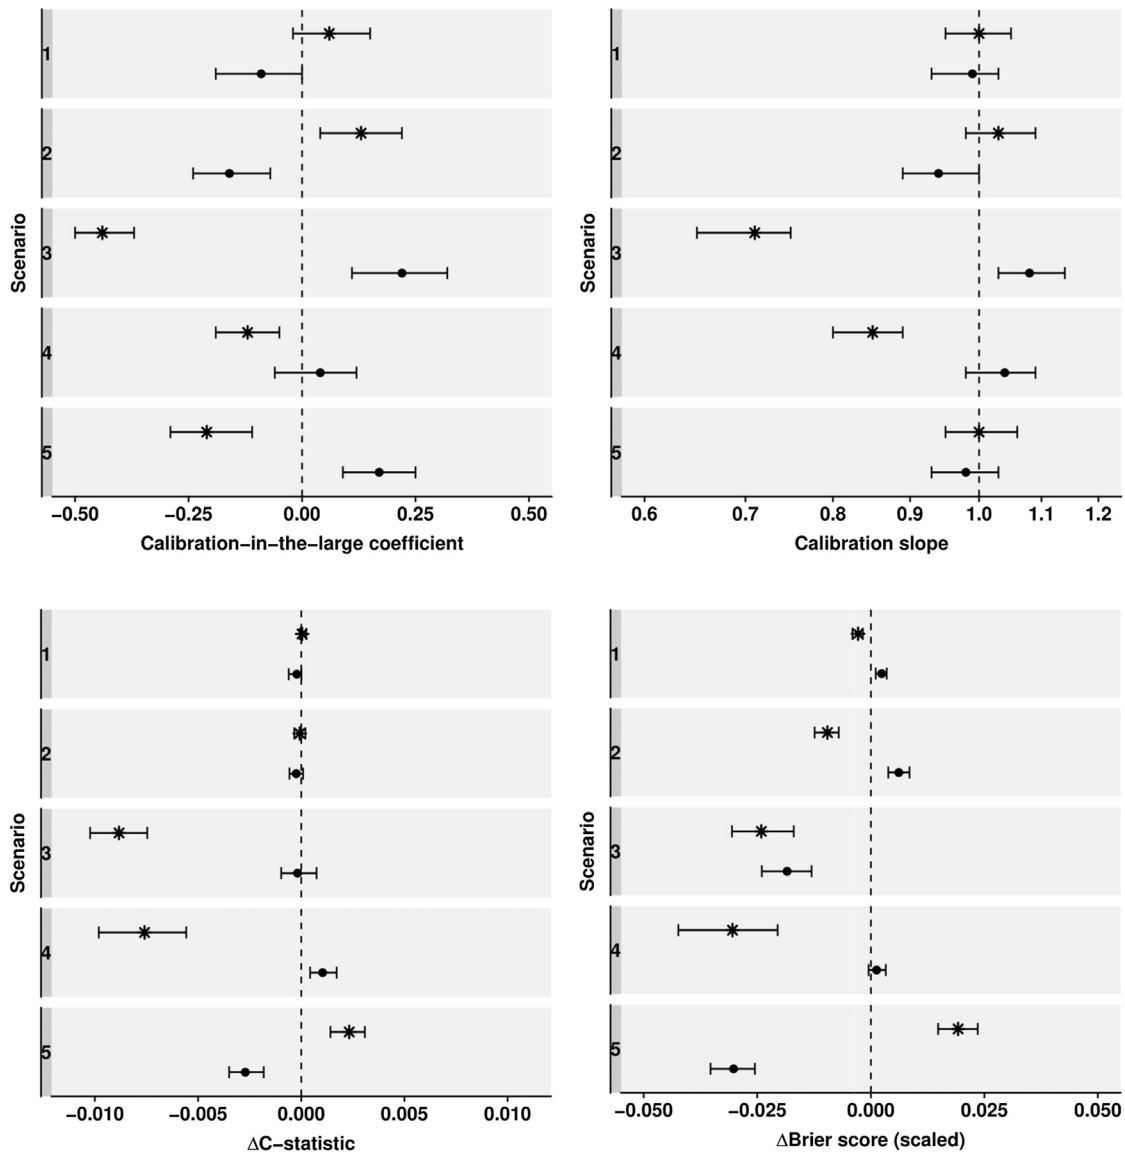 Scenario
1
2
3
4
5
−0.50 −0.25 0.00 0.25 0.50
Calibration−in−the−large coefficient
Scenario
1
2
3
4
5
0.6 0.7 0.8 0.9 1.0 1.1 1.2
Calibration slope
Scenario
1
2
3
4
5
−0.010 −0.005 0.000 0.005 0.010
ΔC−statistic
Scenario
1
2
3
4
5
−0.050 −0.025 0.000 0.025 0.050
ΔBrier score (scaled)